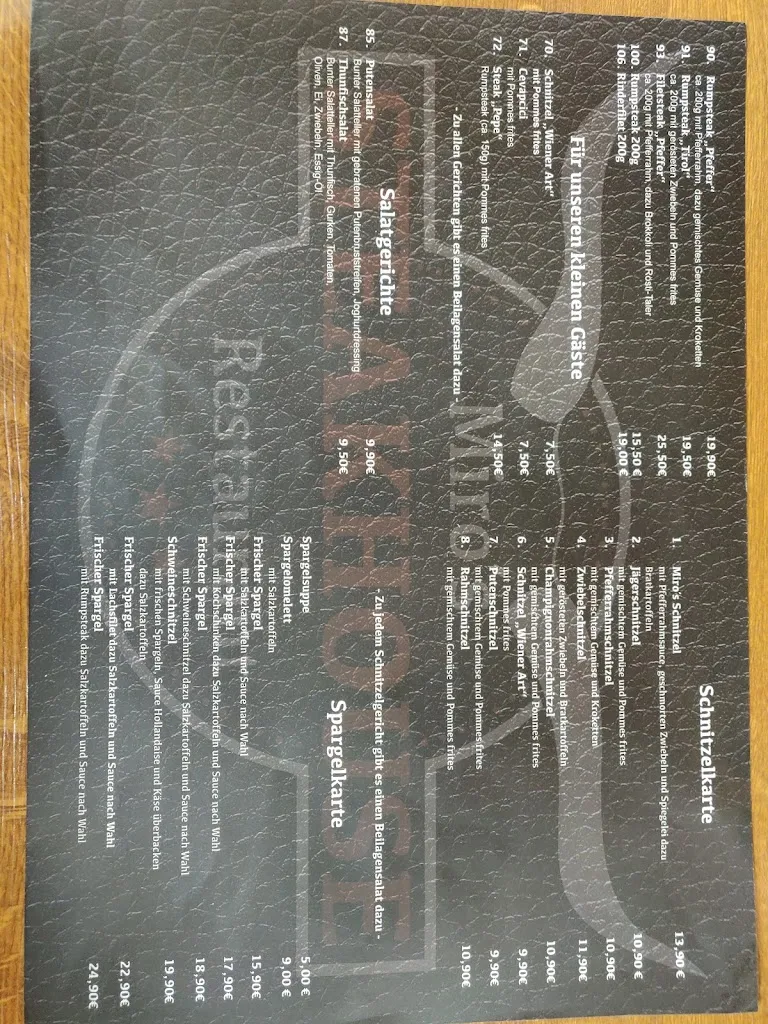 90. Rumpsteak „Pfeffer" 19,90€
ca. 200g mit Pfefferrahm, dazu gemischtes Gemüse und Kroketten
91 Rumpsteak „Tirol" 19,50€
ca. 200g mit gerösteten Zwiebeln und Pommes frites
93. Filetsteak „Pfeffer" 25,50€
ca. 200g mit Pfefferrahm, dazu Brokkoli und Rösti-Taler
100. Rumpsteak 200g 15,50 €
106. Rinderfilet 200g 19,00 €
Für unseren kleinen Gäste
70. Schnitzel „Wiener Art" 7,50€
mit Pommes frites
71. Cevapcici 7,50€
mit Pommes frites
72. Steak „Pepe" 14,50€
Rumpsteak (ca. 150g) mit Pommes frites
- Zu allen Gerichten gibt es einen Beilagensalat dazu -
Salatgerichte
85. Putensalat 9,90€
Bunter Salatteller mit gebratenen Putenbruststreifen, Joghurtdressing
87. Thunfischsalat 9,50€
Bunter Salatteller mit Thunfisch, Gurken, Tomaten,
Oliven, Ei, Zwiebeln, Essig-Öl
Schnitzelkarte
1. Miro's Schnitzel 13,90 €
mit Pfefferrahmsauce, geschmorten Zwiebeln und Spiegelei dazu
Bratkartoffeln
2. Jägerschnitzel 10,90 €
mit gemischtem Gemüse und Pommes frites
3. Pfefferrahmschnitzel 10,90€
mit gemischtem Gemüse und Kroketten
4. Zwiebelschnitzel 11,90€
mit gerösteten Zwiebeln und Bratkartoffeln
5. Champignonrahmschnitzel 10,90€
mit gemischtem Gemüse und Pommes frites
6. Schnitzel „Wiener Art" 9,90€
mit Pommes frites
7. Putenschnitzel 9,90€
mit gemischtem Gemüse und Pommes frites
8. Rahmschnitzel 10,90€
mit gemischtem Gemüse und Pommes frites
- Zu jedem Schnitzelgericht gibt es einen Beilagensalat dazu -
Spargelkarte
Spargelsuppe 5,00 €
Spargelomelett 9,00 €
mit Salzkartoffeln
Frischer Spargel 15,90€
mit Salzkartoffeln und Sauce nach Wahl
Frischer Spargel 17,90€
mit Kochschinken dazu Salzkartoffeln und Sauce nach Wahl
Frischer Spargel 18,90€
mit Schweineschnitzel dazu Salzkartoffeln und Sauce nach Wahl
Schweineschnitzel 19,90€
mit frischen Spargeln, Sauce Hollandaise und Käse überbacken
dazu Salzkartoffeln
Frischer Spargel 22,90€
mit Lachsfilet dazu Salzkartoffeln und Sauce nach Wahl
Frischer Spargel 24,90€
mit Rumpsteak dazu Salzkartoffeln und Sauce nach Wahl
Miro
STEAKHOUSE
Restaurant